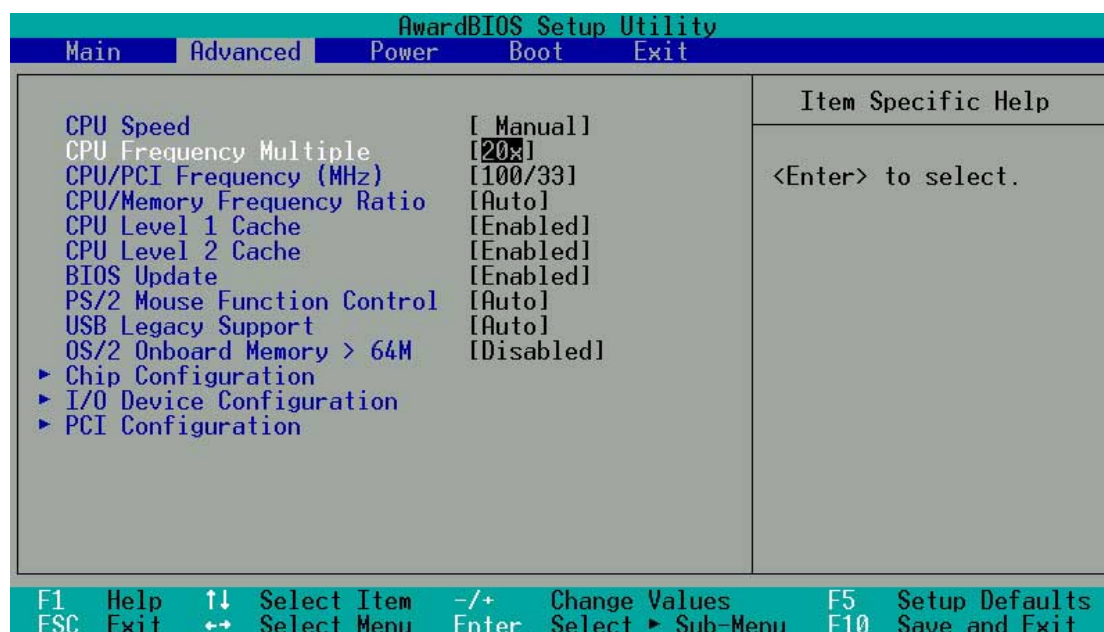 AwardBIOS Setup Utility
Main Advanced Power Boot Exit
Item Specific Help
CPU Speed [ Manual]
CPU Frequency Multiple [20x]
CPU/PCI Frequency (MHz) [100/33]
<Enter> to select.
CPU/Memory Frequency Ratio [Auto]
CPU Level 1 Cache [Enabled]
CPU Level 2 Cache [Enabled]
BIOS Update [Enabled]
PS/2 Mouse Function Control [Auto]
USB Legacy Support [Auto]
OS/2 Onboard Memory > 64M [Disabled]
► Chip Configuration
► I/O Device Configuration
► PCI Configuration
F1 Help ↑↓ Select Item -/+ Change Values F5 Setup Defaults
ESC Exit ←→ Select Menu Enter Select ► Sub-Menu F10 Save and Exit